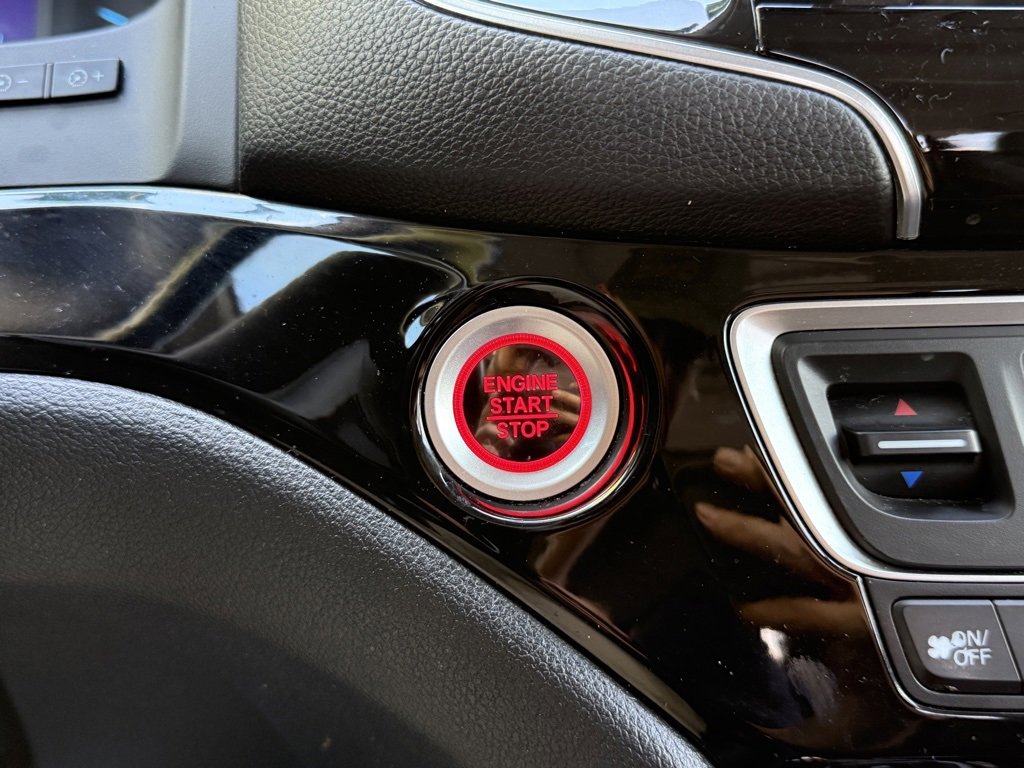 -
+
ENGINE
START
STOP
ON/
OFF